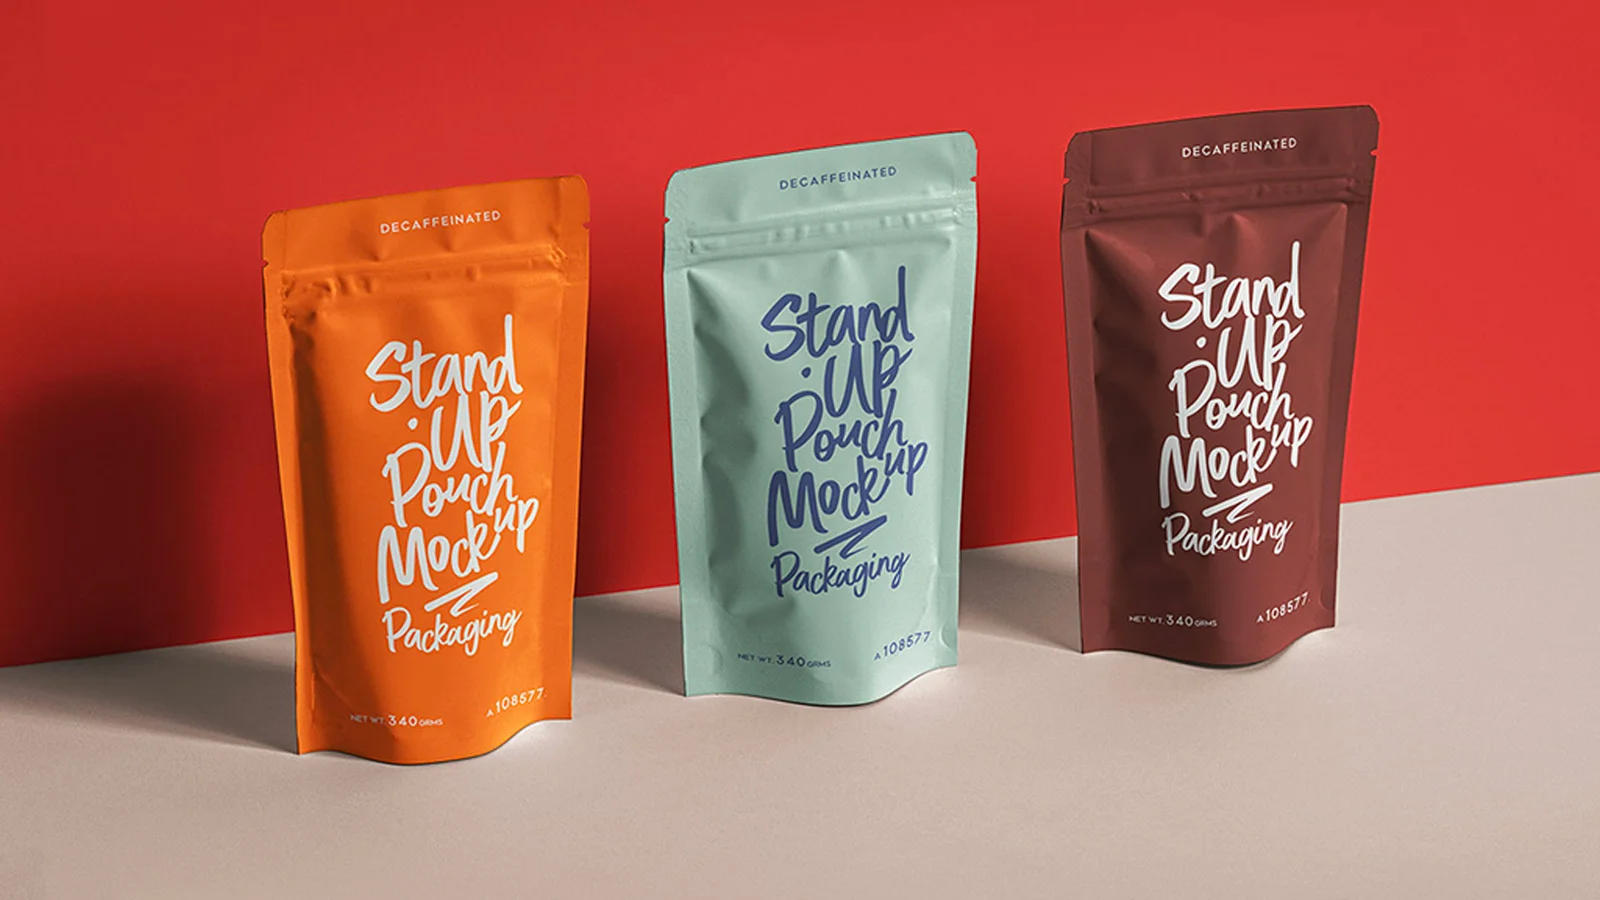 DECAFFEINATED
Stand
UP
Pouch
Mockup
Packaging
NET WT. 340 GRMS
A 108577.
DECAFFEINATED
Stand
UP
Pouch
Mockup
Packaging
NET WT. 340 GRMS
A 108577
DECAFFEINATED
Stand
UP
Pouch
Mockup
Packaging
NET WT. 340 GRMS
A 108577.